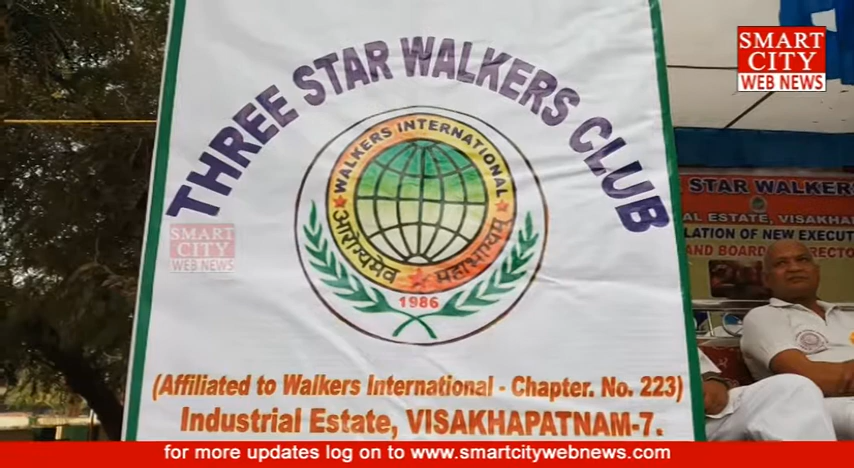 SMART
CITY
WEB NEWS
THREE STAR WALKERS CLUB
WALKERS INTERNATIONAL
आरोग्यमेव महाभाग्यम्
1986
SMART
CITY
WEB NEWS
(Affiliated to Walkers International - Chapter. No. 223)
Industrial Estate, VISAKHAPATNAM-7.
STAR WALKERS
ESTATE, VISAKHA
LATION OF NEW EXECUT
AND BOARD DIRECTO
for more updates log on to www.smartcitywebnews.com